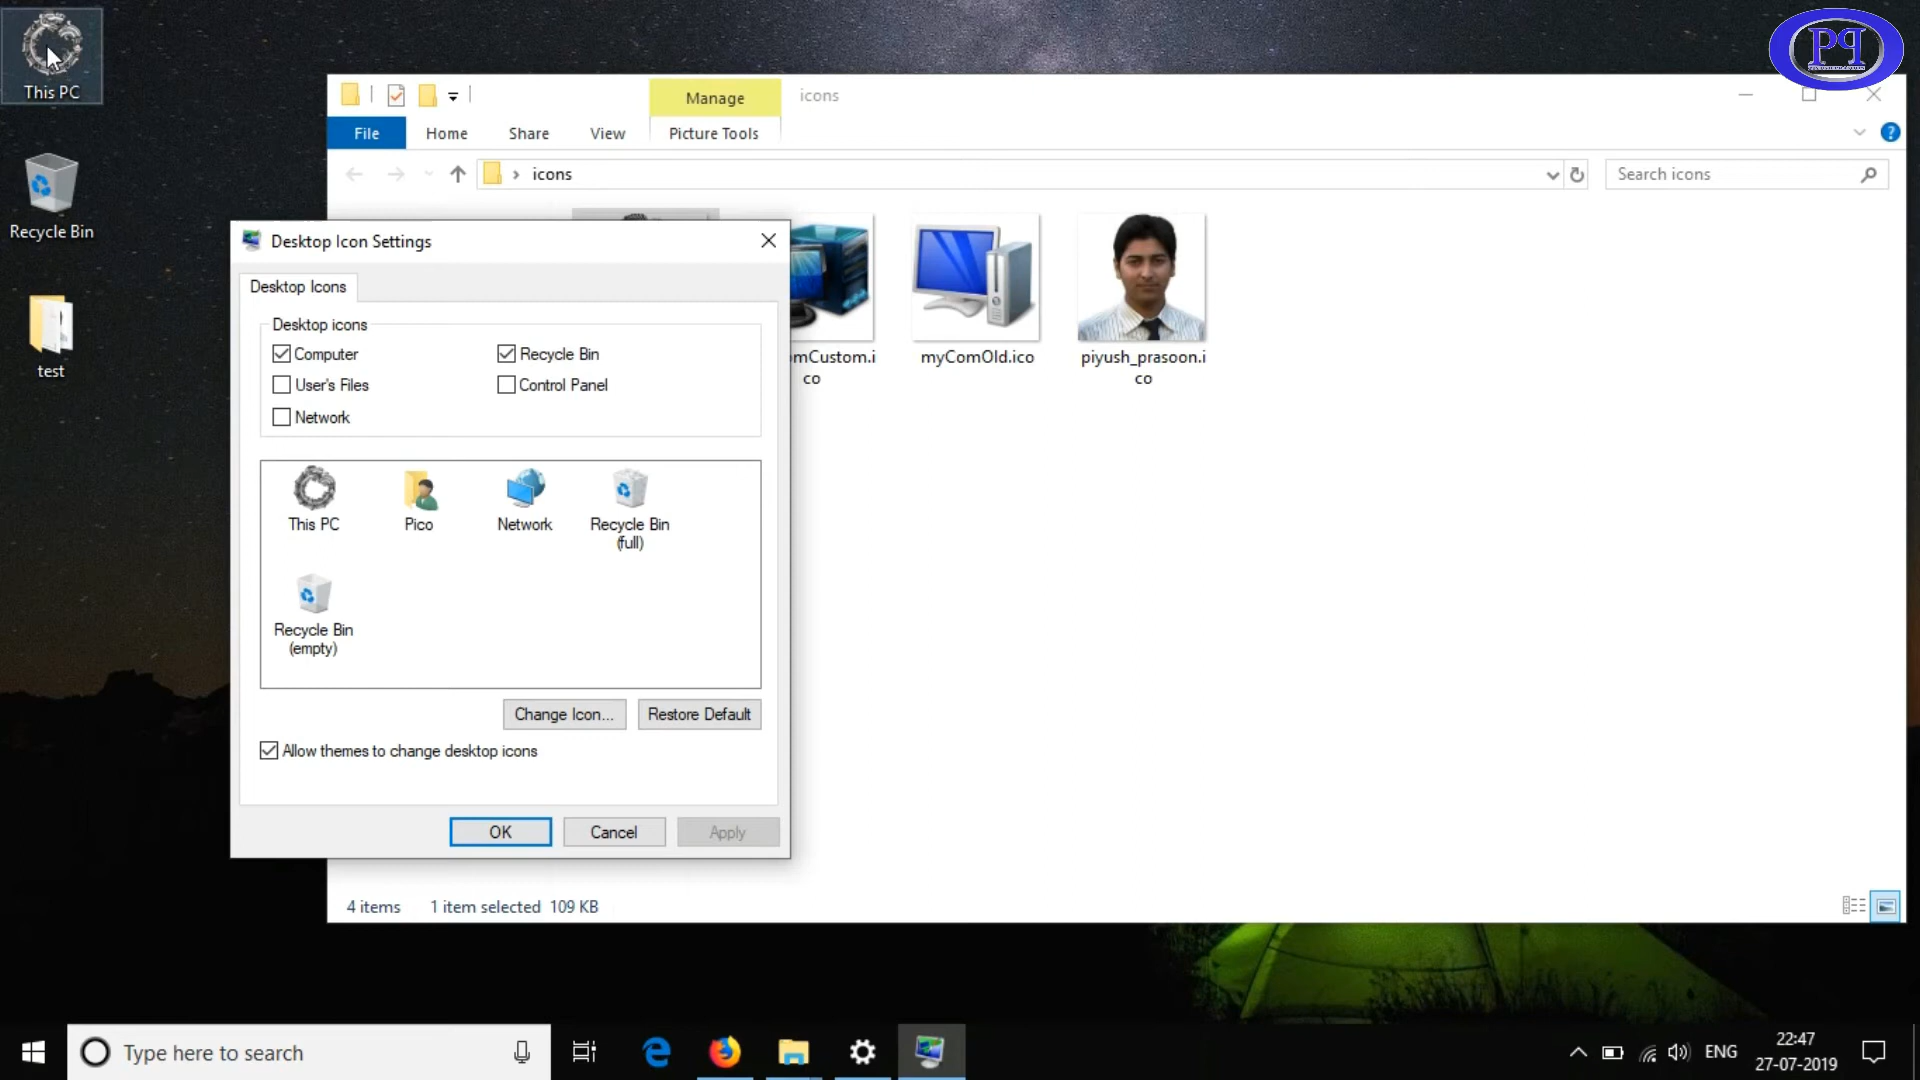 This PC
Recycle Bin
test
Manage
icons
File
Home
Share
View
Picture Tools
?
icons
Search icons
mCustom.i
co
myComOld.ico
piyush_prasoon.i
co
Desktop Icon Settings
Desktop Icons
Desktop icons
Computer
Recycle Bin
User's Files
Control Panel
Network
This PC
Pico
Network
Recycle Bin
(full)
Recycle Bin
(empty)
Change Icon...
Restore Default
Allow themes to change desktop icons
OK
Cancel
Apply
4 items
1 item selected 109 KB
Type here to search
ENG
22:47
27-07-2019